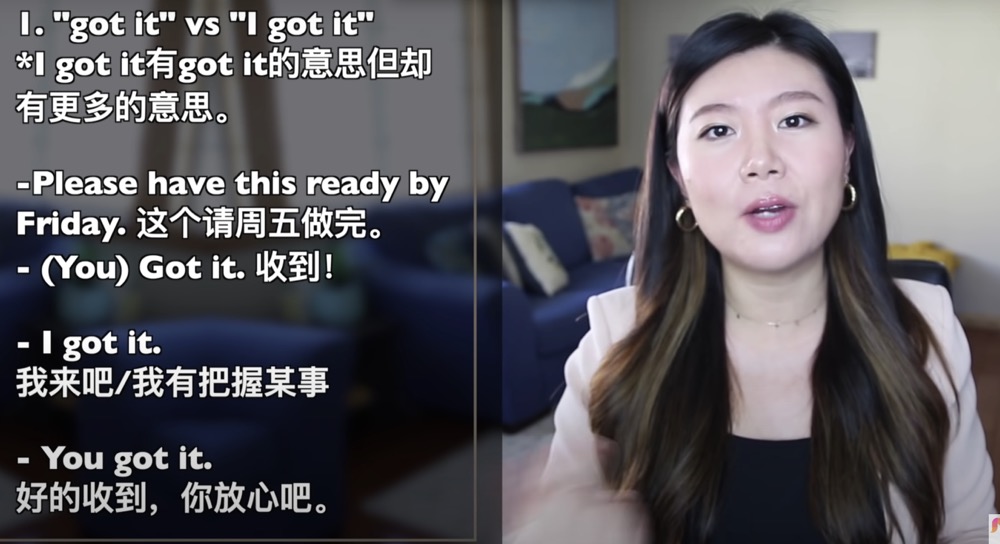 1. "got it" vs "I got it"
*I got it有got it的意思但却
有更多的意思。
-Please have this ready by
Friday. 这个请周五做完。
- (You) Got it. 收到！
- I got it.
我来吧/我有把握某事
- You got it.
好的收到，你放心吧。